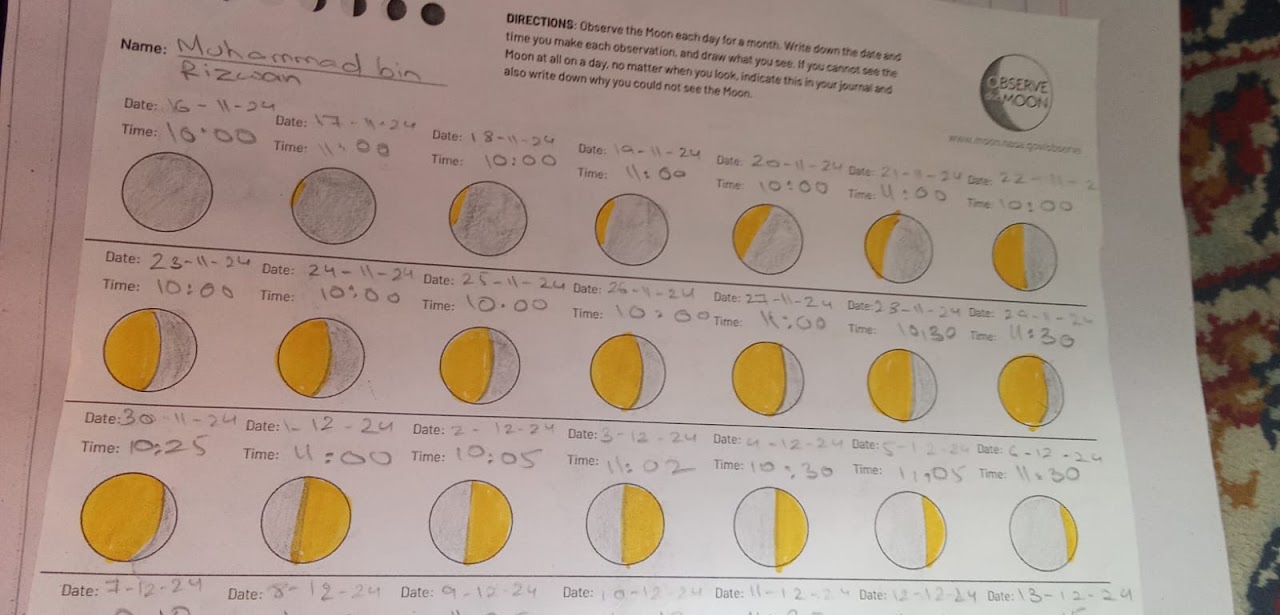 DIRECTIONS: Observe the Moon each day for a month. Write down the date and
time you make each observation, and draw what you see. If you cannot see the
Moon at all on a day, no matter when you look, indicate this in your journal and
also write down why you could not see the Moon.
Name: Muhammad bin
Rizwan
OBSERVE
the MOON
Date: 16-11-24 Date: 17-11-24 Date: 18-11-24 Date: 19-11-24 Date: 20-11-24 Date: 21-11-24 Date: 22-11-2
Time: 10:00 Time: 11:00 Time: 10:00 Time: 11:00 Time: 10:00 Time: 11:00 Time: 10:00
Date: 23-11-24 Date: 24-11-24 Date: 25-11-24 Date: 26-11-24 Date: 27-11-24 Date: 28-11-24 Date: 29-11-24
Time: 10:00 Time: 10:00 Time: 10:00 Time: 10:00 Time: 11:00 Time: 10:30 Time: 11:30
Date: 30-11-24 Date: 1-12-24 Date: 2-12-24 Date: 3-12-24 Date: 4-12-24 Date: 5-12-24 Date: 6-12-24
Time: 10:25 Time: 11:00 Time: 10:05 Time: 11:02 Time: 10:30 Time: 11:05 Time: 11:30
Date: 7-12-24 Date: 8-12-24 Date: 9-12-24 Date: 10-12-24 Date: 11-12-24 Date: 12-12-24 Date: 13-12-24